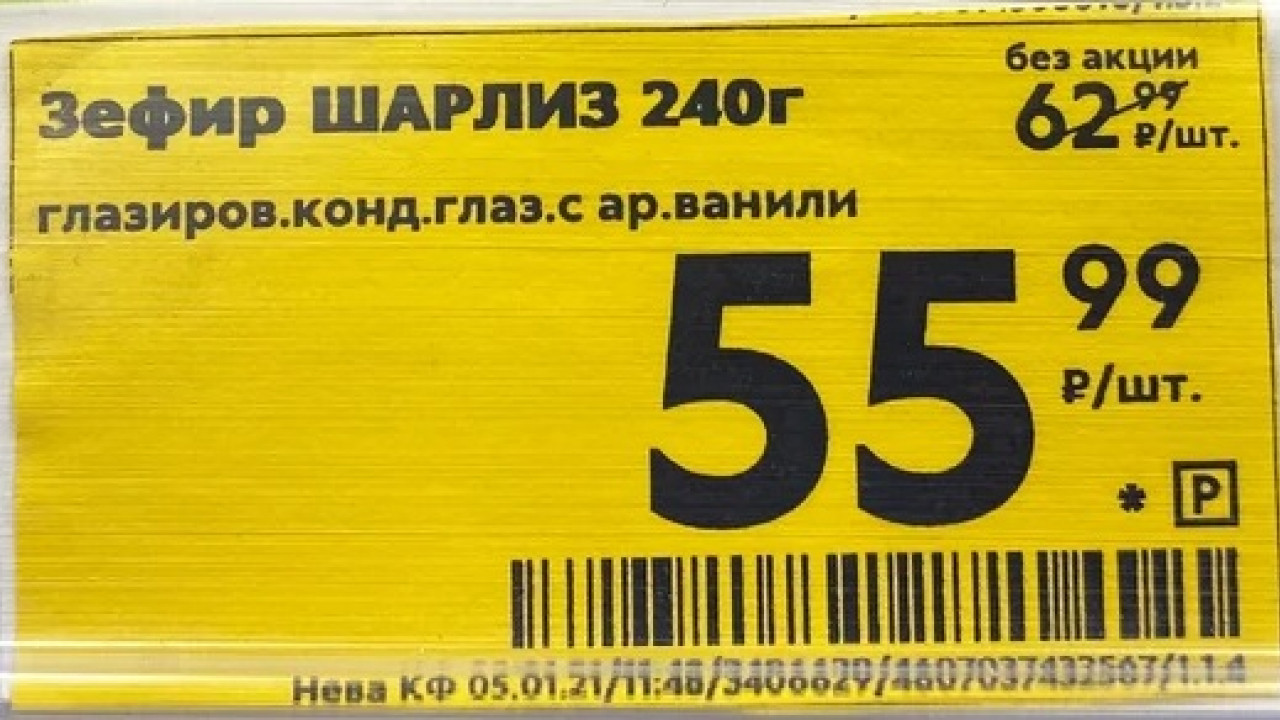 Зефир ШАРЛИЗ 240г
глазиров.конд.глаз.с ар.ванили
без акции
62 99
₽/шт.
55 99
₽/шт.
* P
Нева КФ 05.01.21/11:48/3406629/4607037432567/1.1.4